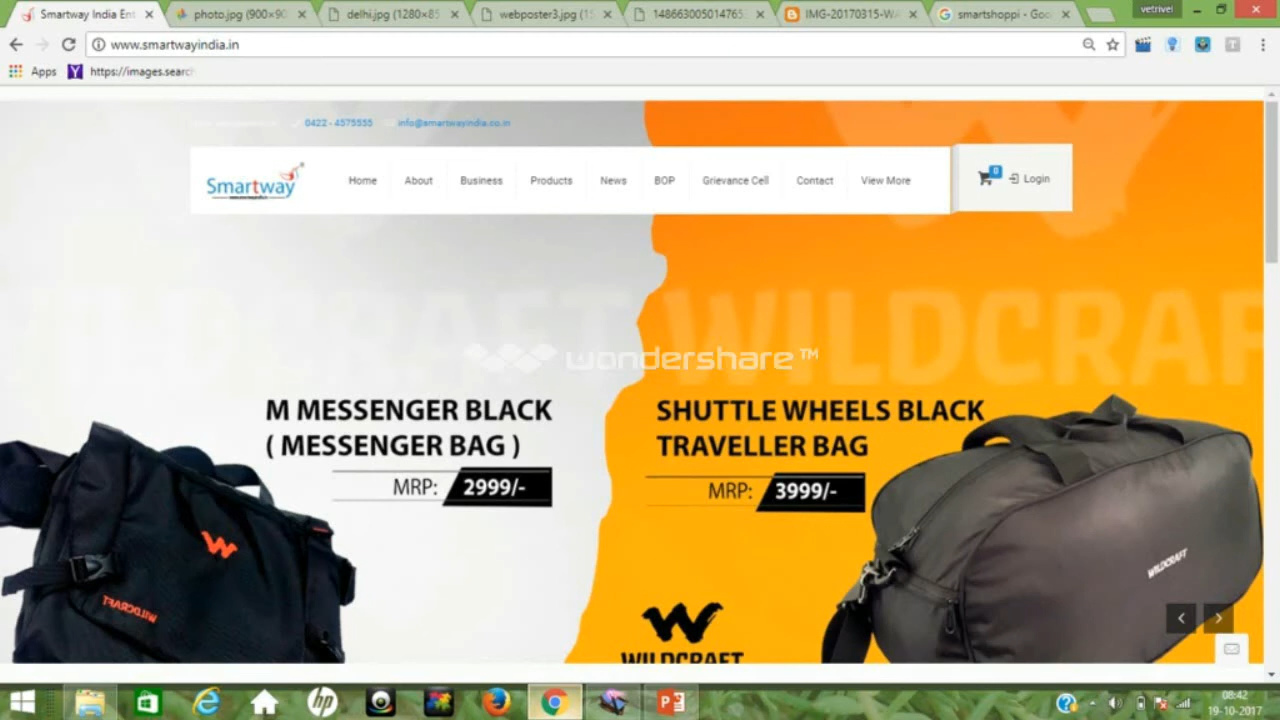 Smartway India Ent
photo.jpg (900×90
delhi.jpg (1280×85
webposter3.jpg (15
1486630050147653
IMG-20170315-WA
smartshoppi - Goo
vetrivel
www.smartwayindia.in
Apps
https://images.search
0422 - 4575555
info@smartwayindia.co.in
Smartway
Home
About
Business
Products
News
BOP
Grievance Cell
Contact
View More
0
Login
WILDCRAFT WILDCRAF
wondershare™
M MESSENGER BLACK
( MESSENGER BAG )
MRP: 2999/-
SHUTTLE WHEELS BLACK
TRAVELLER BAG
MRP: 3999/-
WILDCRAFT
WILDCRAFT
WILDCRAFT
08:42
19-10-2017